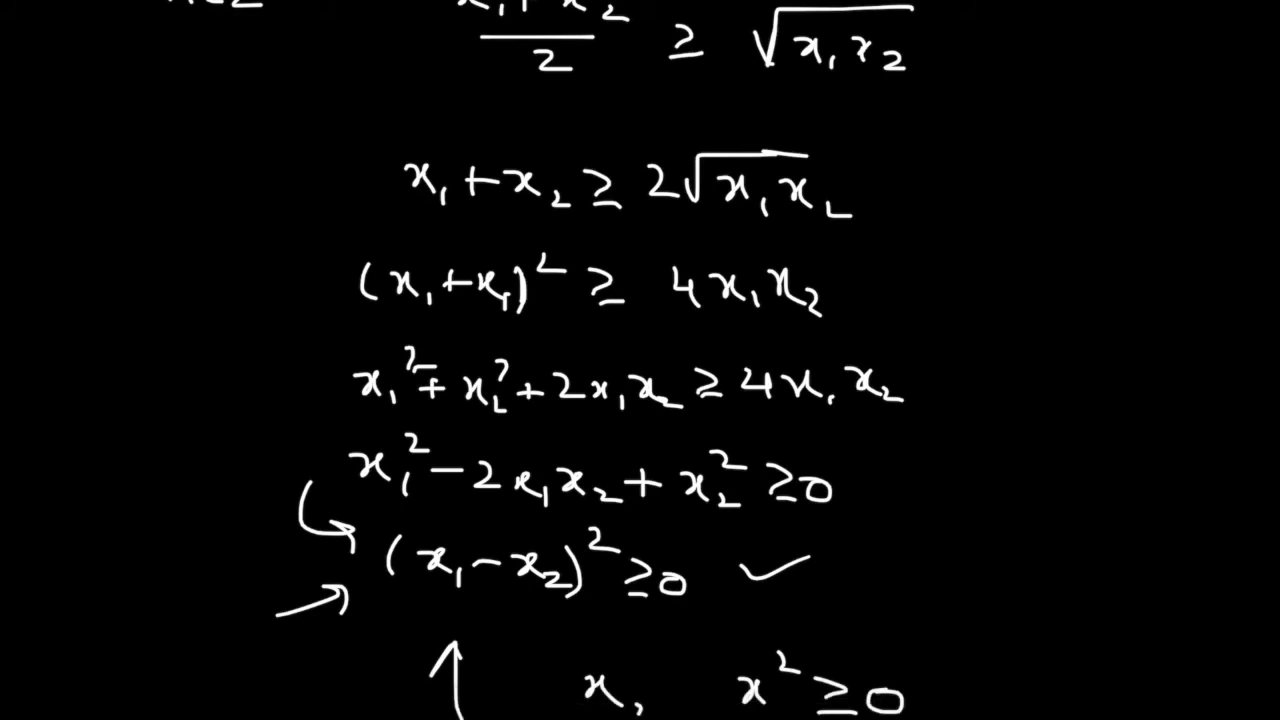 x₁ + x₂ / 2 ≥ √(x₁x₂)
x₁ + x₂ ≥ 2√(x₁x₂)
(x₁ + x₁)² ≥ 4x₁x₂
x₁² + x₂² + 2x₁x₂ ≥ 4x₁x₂
x₁² - 2x₁x₂ + x₂² ≥ 0
(x₁ - x₂)² ≥ 0 ✓
x, x² ≥ 0